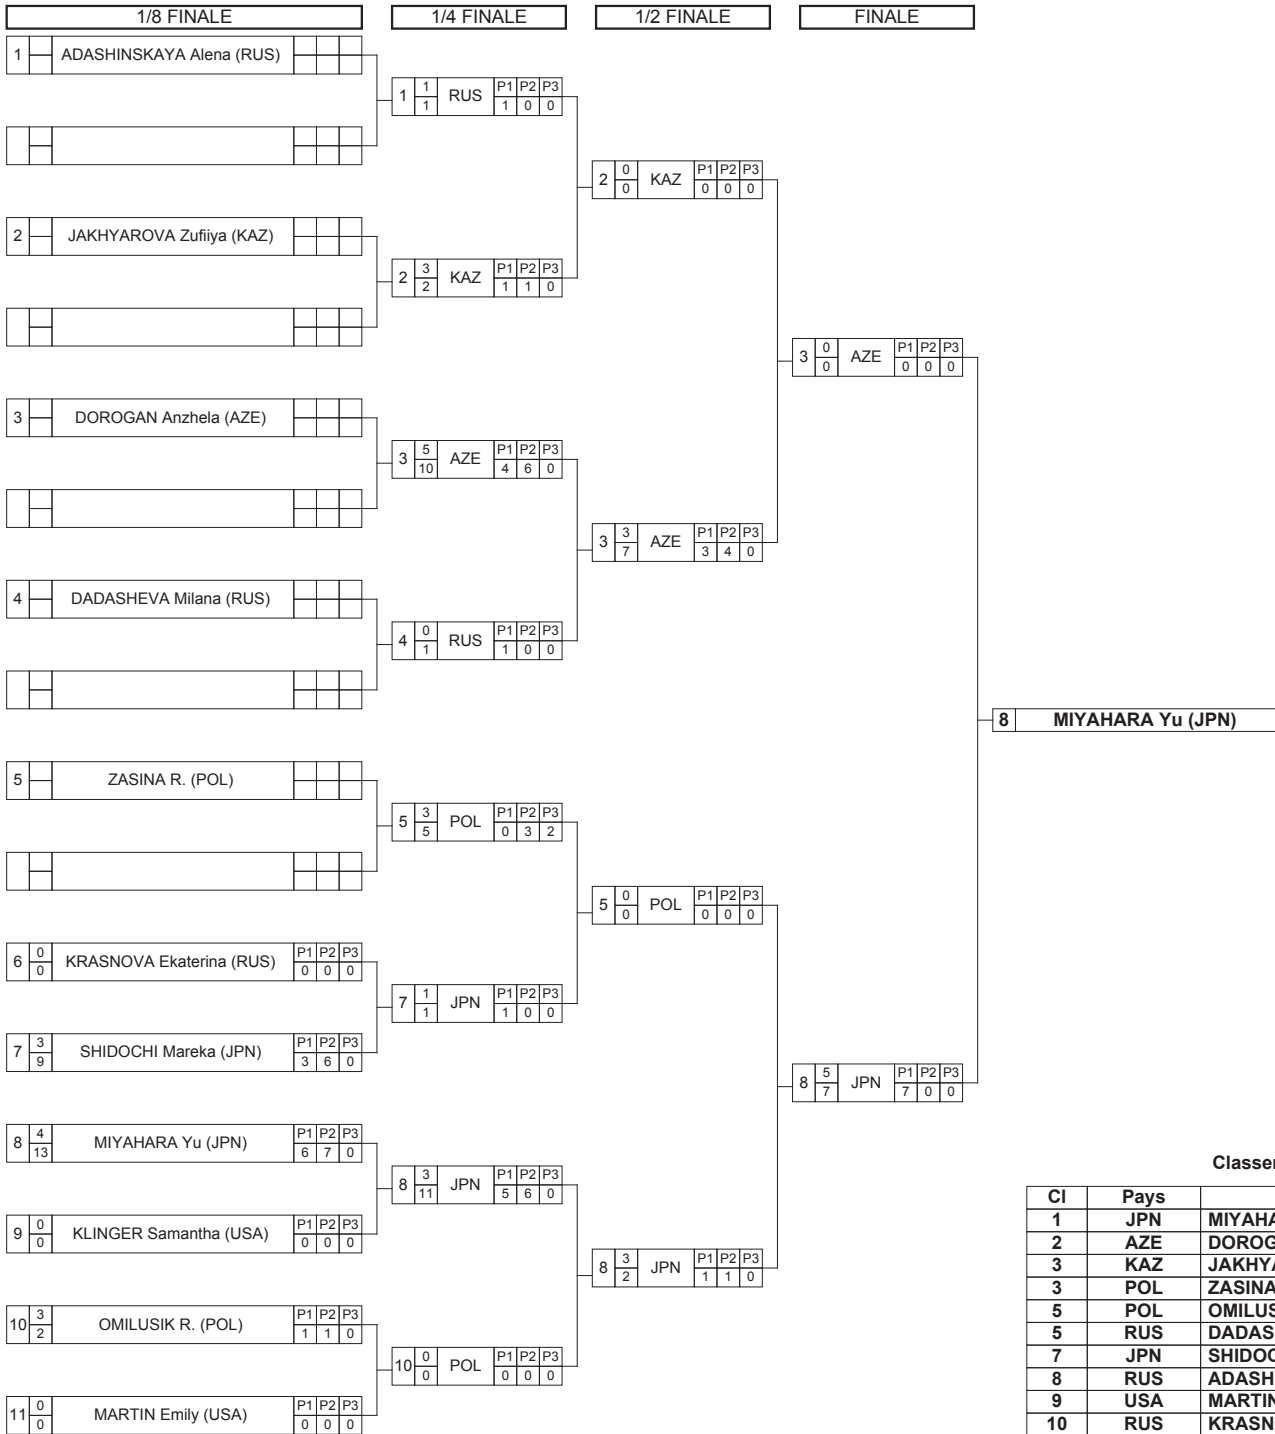 1/8 FINALE 1/4 FINALE 1/2 FINALE FINALE
1 ADASHINSKAYA Alena (RUS)
1 1 RUS P1 P2 P3
1 1 0 0
2 0 KAZ P1 P2 P3
0 0 0 0
2 JAKHYAROVA Zufiiya (KAZ)
2 3 KAZ P1 P2 P3
2 1 1 0
3 0 AZE P1 P2 P3
0 0 0 0
3 DOROGAN Anzhela (AZE)
3 5 AZE P1 P2 P3
10 4 6 0
3 3 AZE P1 P2 P3
7 3 4 0
4 DADASHEVA Milana (RUS)
4 0 RUS P1 P2 P3
1 1 0 0
8 MIYAHARA Yu (JPN)
5 ZASINA R. (POL)
5 3 POL P1 P2 P3
5 0 3 2
5 0 POL P1 P2 P3
0 0 0 0
6 0 KRASNOVA Ekaterina (RUS) P1 P2 P3
0 0 0 0
7 1 JPN P1 P2 P3
1 1 0 0
7 3 SHIDOCHI Mareka (JPN) P1 P2 P3
9 3 6 0
8 5 JPN P1 P2 P3
7 7 0 0
8 4 MIYAHARA Yu (JPN) P1 P2 P3
13 6 7 0
8 3 JPN P1 P2 P3
11 5 6 0
9 0 KLINGER Samantha (USA) P1 P2 P3
0 0 0 0
8 3 JPN P1 P2 P3
2 1 1 0
10 3 OMILUSIK R. (POL) P1 P2 P3
2 1 1 0
10 0 POL P1 P2 P3
0 0 0 0
11 0 MARTIN Emily (USA) P1 P2 P3
0 0 0 0
Classer
Cl Pays
1 JPN MIYAHA
2 AZE DOROG
3 KAZ JAKHYA
3 POL ZASINA
5 POL OMILUS
5 RUS DADAS
7 JPN SHIDOC
8 RUS ADASH
9 USA MARTIN
10 RUS KRASN